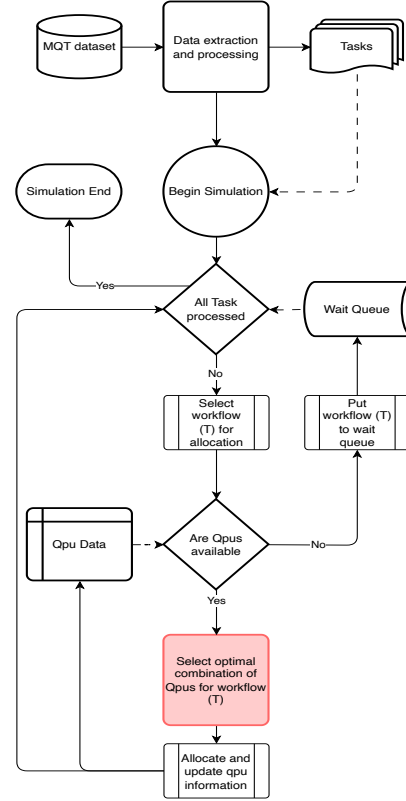 MQT dataset
Data extraction
and processing
Tasks
Begin Simulation
Simulation End
Yes
All Task
processed
Wait Queue
No
Select
workflow
(T) for
allocation
Put
workflow (T)
to wait
queue
Qpu Data
Are Qpus
available
No
Yes
Select optimal
combination of
Qpus for workflow
(T)
Allocate and
update qpu
information